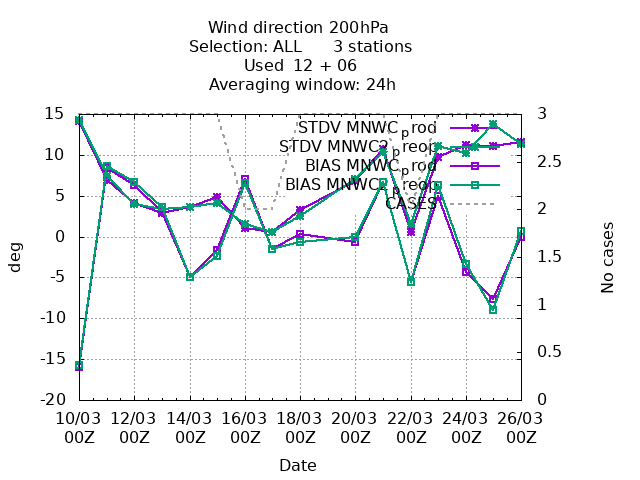 Wind direction 200hPa
Selection: ALL 3 stations
Used 12 + 06
Averaging window: 24h
STDV MNWC_prod
STDV MNWC2_preop
BIAS MNWC_prod
BIAS MNWC2_preop
CASES
15
10
5
0
-5
-10
-15
-20
deg
3
2.5
2
1.5
1
0.5
0
No cases
10/03 12/03 14/03 16/03 18/03 20/03 22/03 24/03 26/03
00Z 00Z 00Z 00Z 00Z 00Z 00Z 00Z 00Z
Date